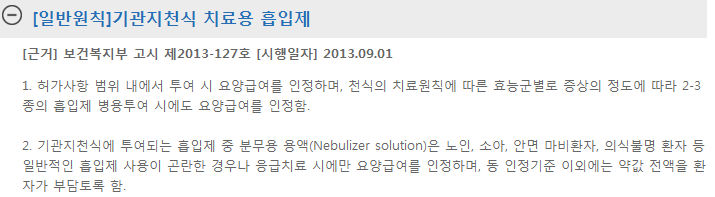 [일반원칙]기관지천식 치료용 흡입제
[근거] 보건복지부 고시 제2013-127호 [시행일자] 2013.09.01
1. 허가사항 범위 내에서 투여 시 요양급여를 인정하며, 천식의 치료원칙에 따른 효능군별로 증상의 정도에 따라 2-3
종의 흡입제 병용투여 시에도 요양급여를 인정함.
2. 기관지천식에 투여되는 흡입제 중 분무용 용액(Nebulizer solution)은 노인, 소아, 안면 마비환자, 의식불명 환자 등
일반적인 흡입제 사용이 곤란한 경우나 응급치료 시에만 요양급여를 인정하며, 동 인정기준 이외에는 약값 전액을 환
자가 부담토록 함.